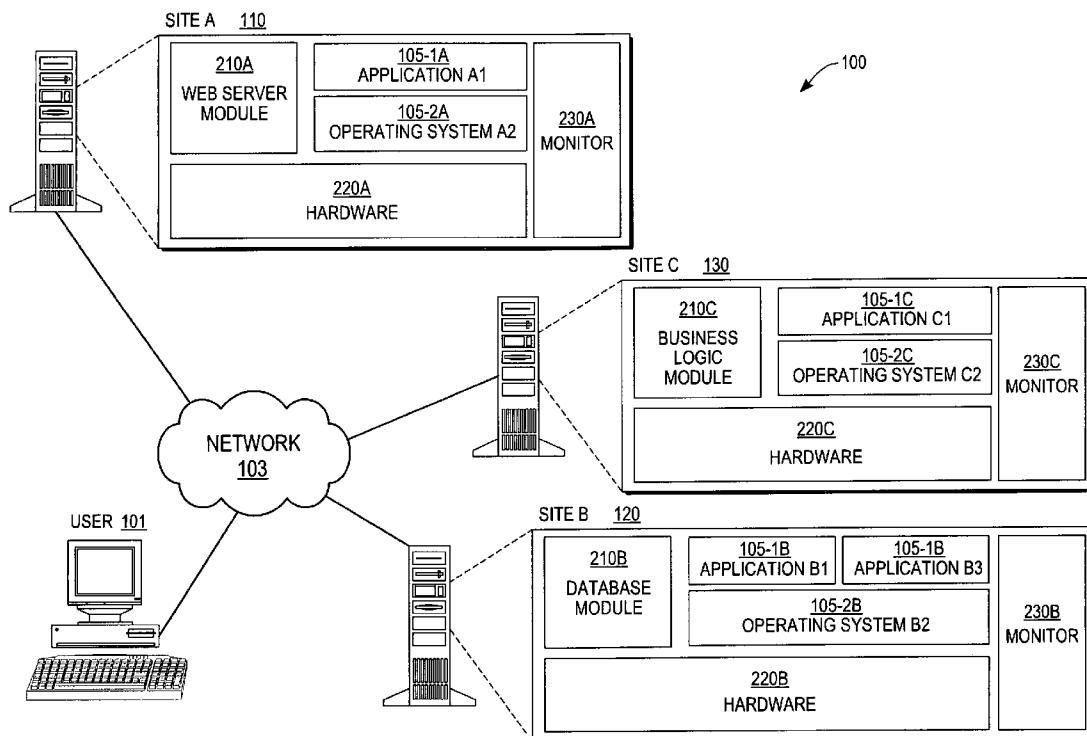 SITE A 110
210A
WEB SERVER
MODULE
105-1A
APPLICATION A1
105-2A
OPERATING SYSTEM A2
230A
MONITOR
220A
HARDWARE
100
SITE C 130
210C
BUSINESS
LOGIC
MODULE
105-1C
APPLICATION C1
105-2C
OPERATING SYSTEM C2
230C
MONITOR
220C
HARDWARE
NETWORK
103
USER 101
SITE B 120
210B
DATABASE
MODULE
105-1B
APPLICATION B1
105-1B
APPLICATION B3
105-2B
OPERATING SYSTEM B2
230B
MONITOR
220B
HARDWARE